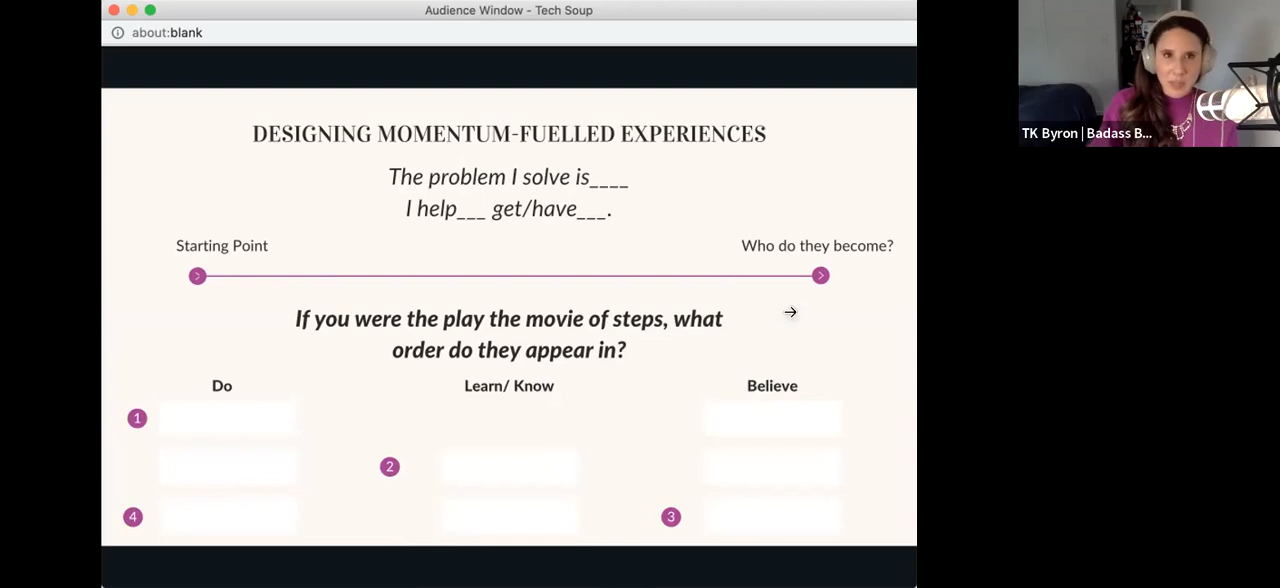 Audience Window - Tech Soup
about:blank
TK Byron | Badass B...
DESIGNING MOMENTUM-FUELLED EXPERIENCES
The problem I solve is____
I help___ get/have___.
Starting Point
Who do they become?
If you were the play the movie of steps, what
order do they appear in?
Do
Learn/ Know
Believe
1
2
4
3